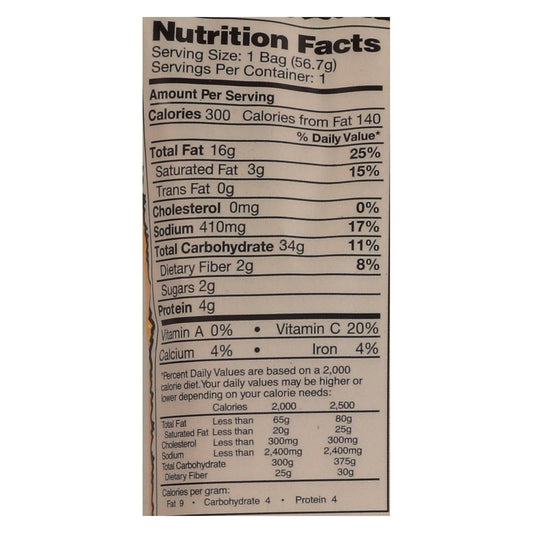 Nutrition Facts
Serving Size: 1 Bag (56.7g)
Servings Per Container: 1
Amount Per Serving
Calories 300 Calories from Fat 140
% Daily Value*
Total Fat 16g 25%
Saturated Fat 3g 15%
Trans Fat 0g
Cholesterol 0mg 0%
Sodium 410mg 17%
Total Carbohydrate 34g 11%
Dietary Fiber 2g 8%
Sugars 2g
Protein 4g
Vitamin A 0% • Vitamin C 20%
Calcium 4% • Iron 4%
*Percent Daily Values are based on a 2,000
calorie diet. Your daily values may be higher or
lower depending on your calorie needs:
Calories 2,000 2,500
Total Fat Less than 65g 80g
Saturated Fat Less than 20g 25g
Cholesterol Less than 300mg 300mg
Sodium Less than 2,400mg 2,400mg
Total Carbohydrate 300g 375g
Dietary Fiber 25g 30g
Calories per gram:
Fat 9 • Carbohydrate 4 • Protein 4